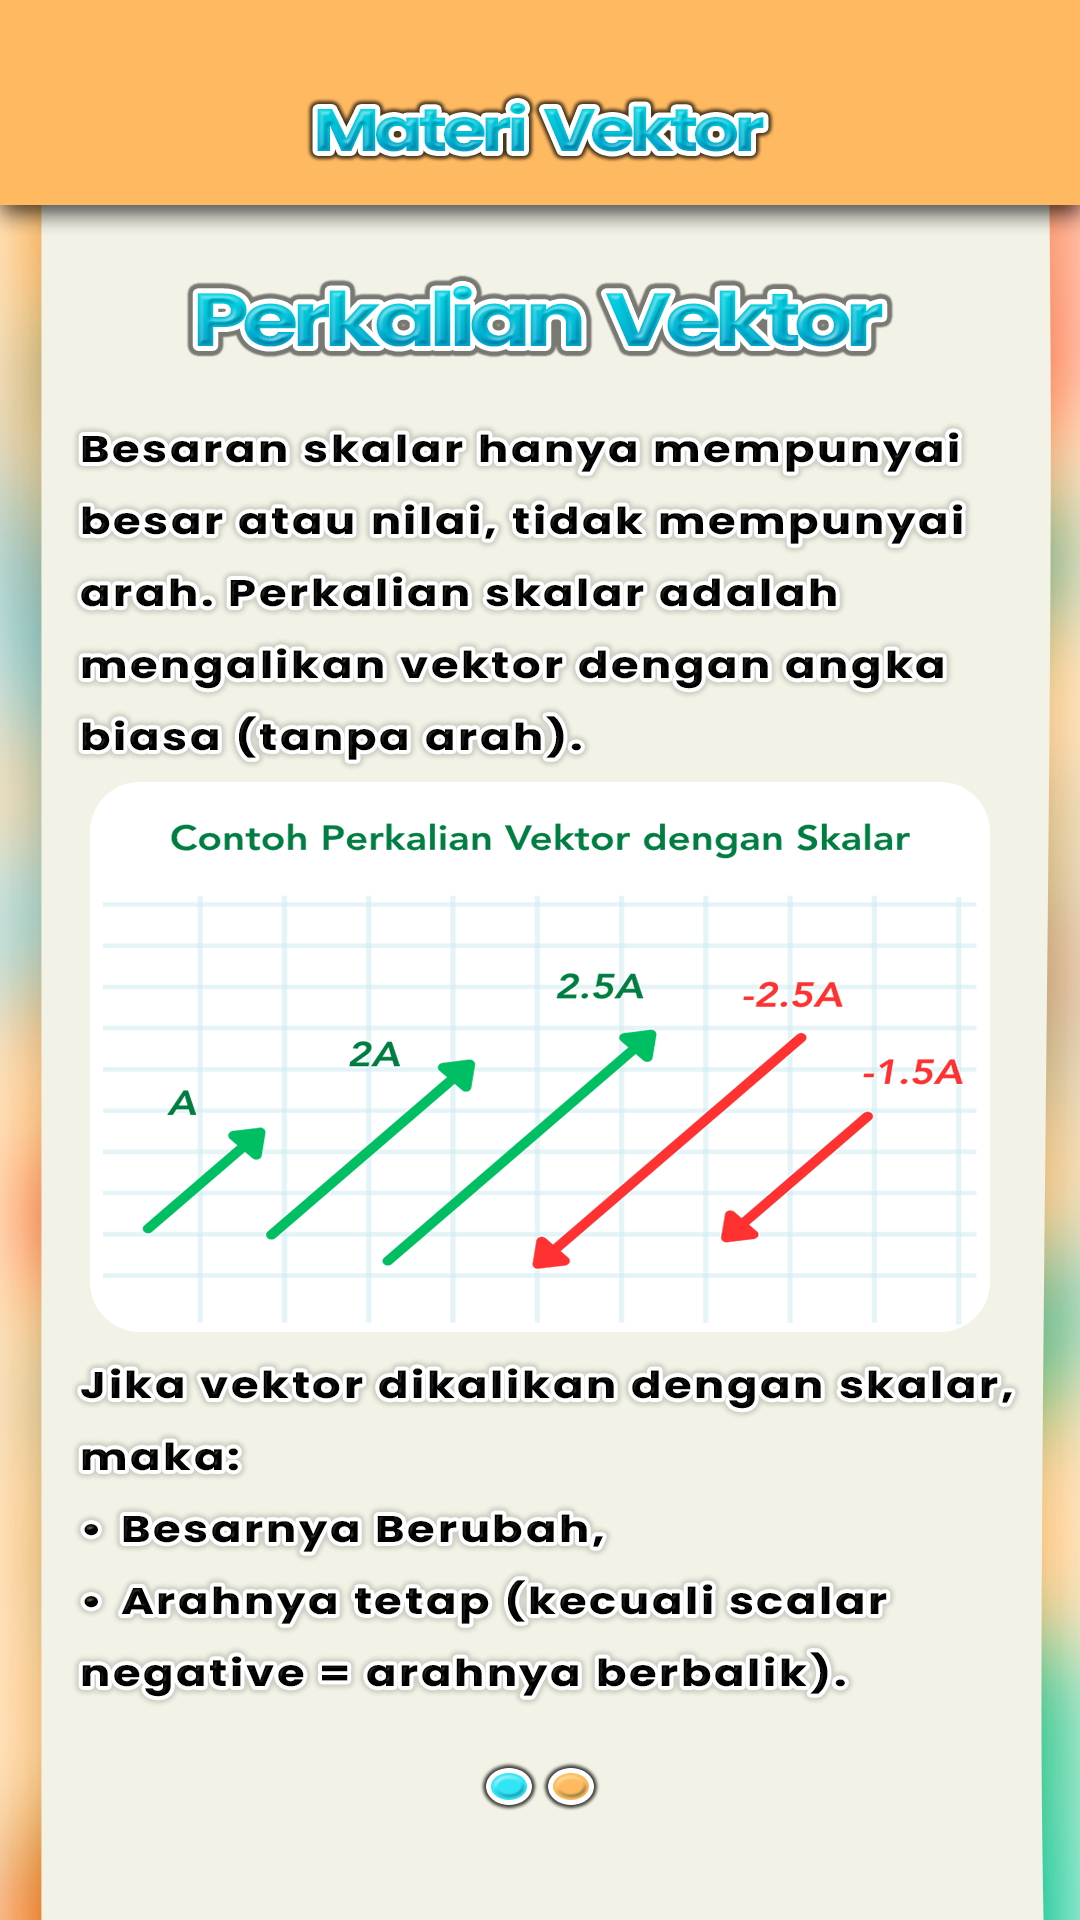 Materi Vektor
Perkalian Vektor
Besaran skalar hanya mempunyai
besar atau nilai, tidak mempunyai
arah. Perkalian skalar adalah
mengalikan vektor dengan angka
biasa (tanpa arah).
Contoh Perkalian Vektor dengan Skalar
A
2A
2.5A
-2.5A
-1.5A
Jika vektor dikalikan dengan skalar,
maka:
• Besarnya Berubah,
• Arahnya tetap (kecuali scalar
negative = arahnya berbalik).